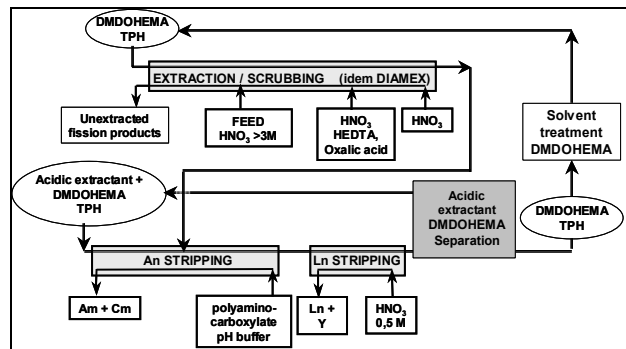 DMDOHEMA
TPH
EXTRACTION / SCRUBBING (idem DIAMEX)
Unextracted
fission products
FEED
HNO₃ >3M
HNO₃
HEDTA,
Oxalic acid
HNO₃
Solvent
treatment
DMDOHEMA
Acidic extractant +
DMDOHEMA
TPH
Acidic
extractant
DMDOHEMA
Separation
DMDOHEMA
TPH
An STRIPPING
Ln STRIPPING
Am + Cm
polyamino-
carboxylate
pH buffer
Ln +
Y
HNO₃
0,5 M